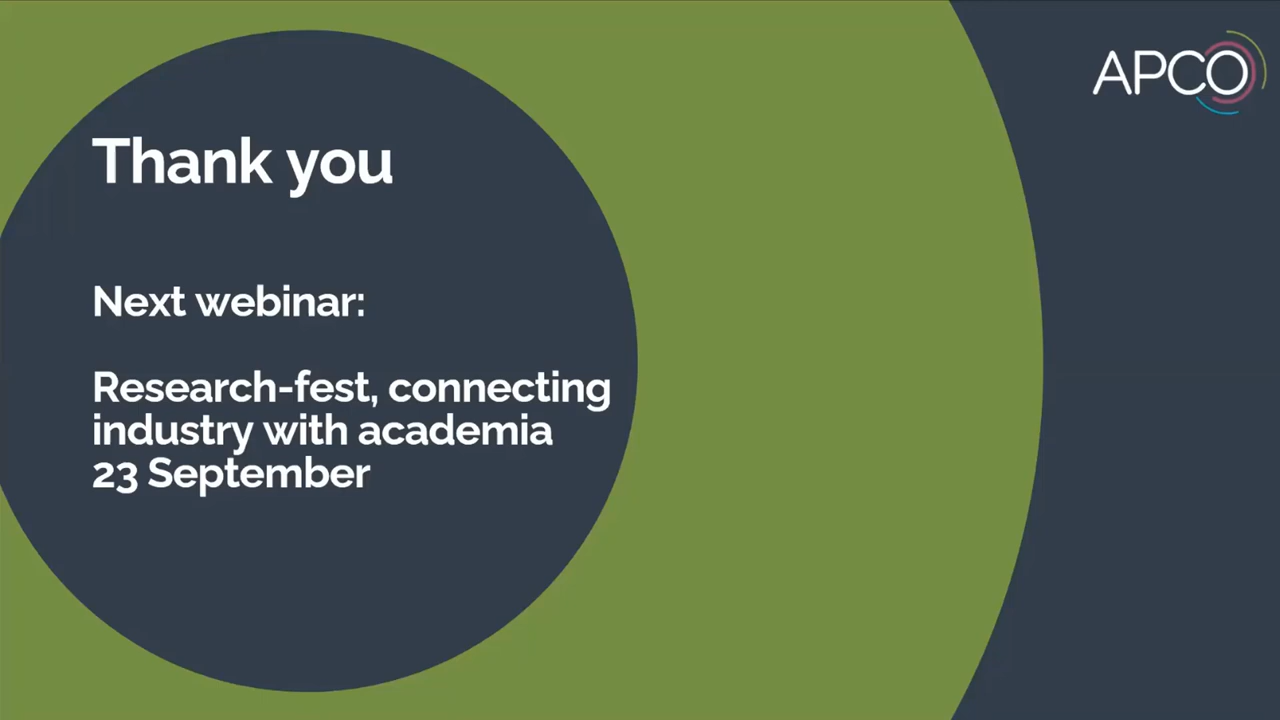 APCO
Thank you
Next webinar:
Research-fest, connecting
industry with academia
23 September